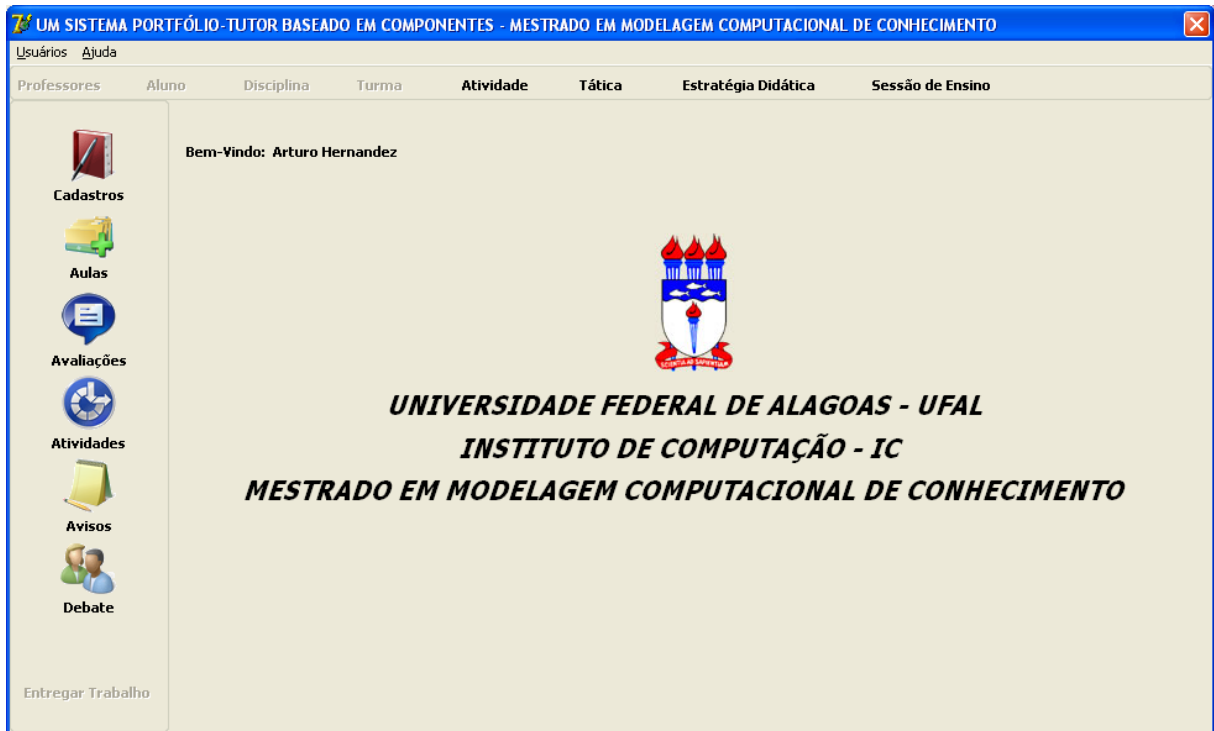 UM SISTEMA PORTFÓLIO-TUTOR BASEADO EM COMPONENTES - MESTRADO EM MODELAGEM COMPUTACIONAL DE CONHECIMENTO
Usuários Ajuda
Professores Aluno Disciplina Turma Atividade Tática Estratégia Didática Sessão de Ensino
Bem-Vindo: Arturo Hernandez
Cadastros
Aulas
Avaliações
Atividades
Avisos
Debate
Entregar Trabalho
UNIVERSIDADE FEDERAL DE ALAGOAS - UFAL
INSTITUTO DE COMPUTAÇÃO - IC
MESTRADO EM MODELAGEM COMPUTACIONAL DE CONHECIMENTO